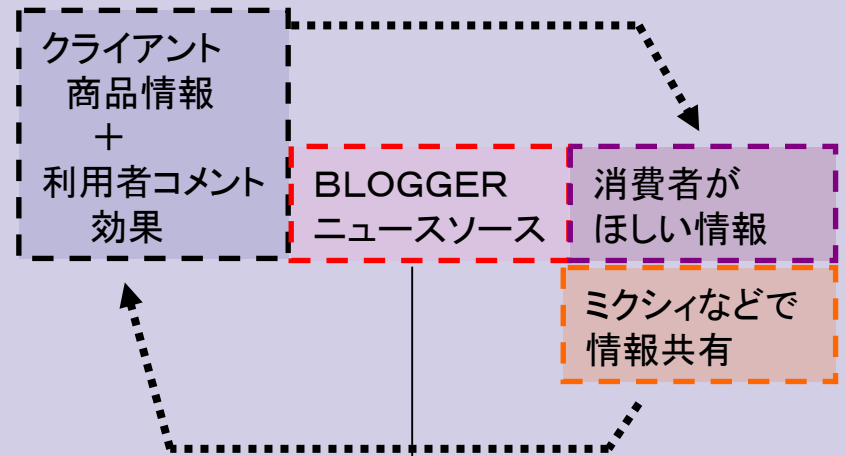 クライアント
商品情報
＋
利用者コメント
効果
ＢＬＯＧＧＥＲ
ニュースソース
消費者が
ほしい情報
ミクシィなどで
情報共有